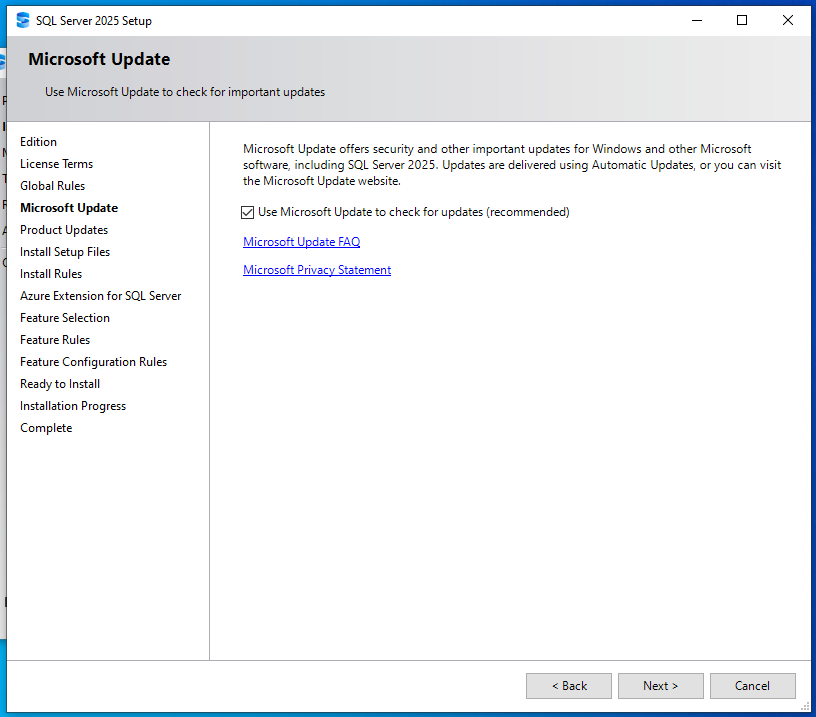 SQL Server 2025 Setup
Microsoft Update
Use Microsoft Update to check for important updates
Edition
License Terms
Global Rules
Microsoft Update
Product Updates
Install Setup Files
Install Rules
Azure Extension for SQL Server
Feature Selection
Feature Rules
Feature Configuration Rules
Ready to Install
Installation Progress
Complete
Microsoft Update offers security and other important updates for Windows and other Microsoft
software, including SQL Server 2025. Updates are delivered using Automatic Updates, or you can visit
the Microsoft Update website.
Use Microsoft Update to check for updates (recommended)
Microsoft Update FAQ
Microsoft Privacy Statement
< Back
Next >
Cancel